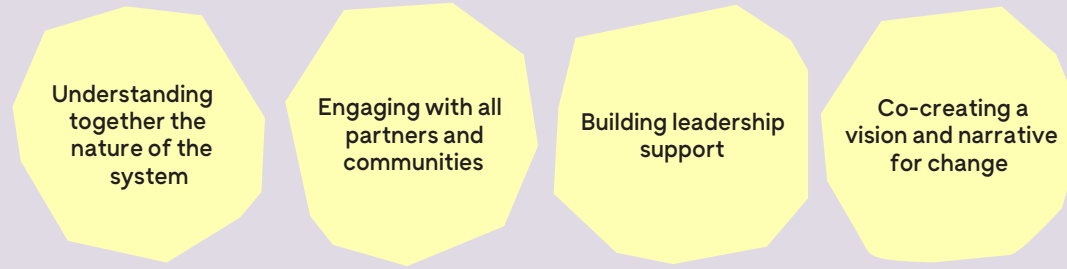 Understanding
together the
nature of the
system
Engaging with all
partners and
communities
Building leadership
support
Co-creating a
vision and narrative
for change